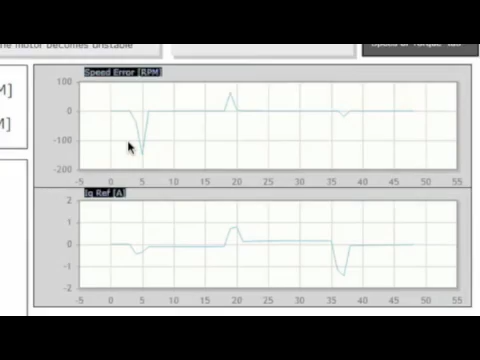 the motor becomes unstable
M]
M]
Speed Error [RPM]
100
0
-100
-200
-5 0 5 10 15 20 25 30 35 40 45 50 55
Iq Ref [A]
2
1
0
-1
-2
-5 0 5 10 15 20 25 30 35 40 45 50 55